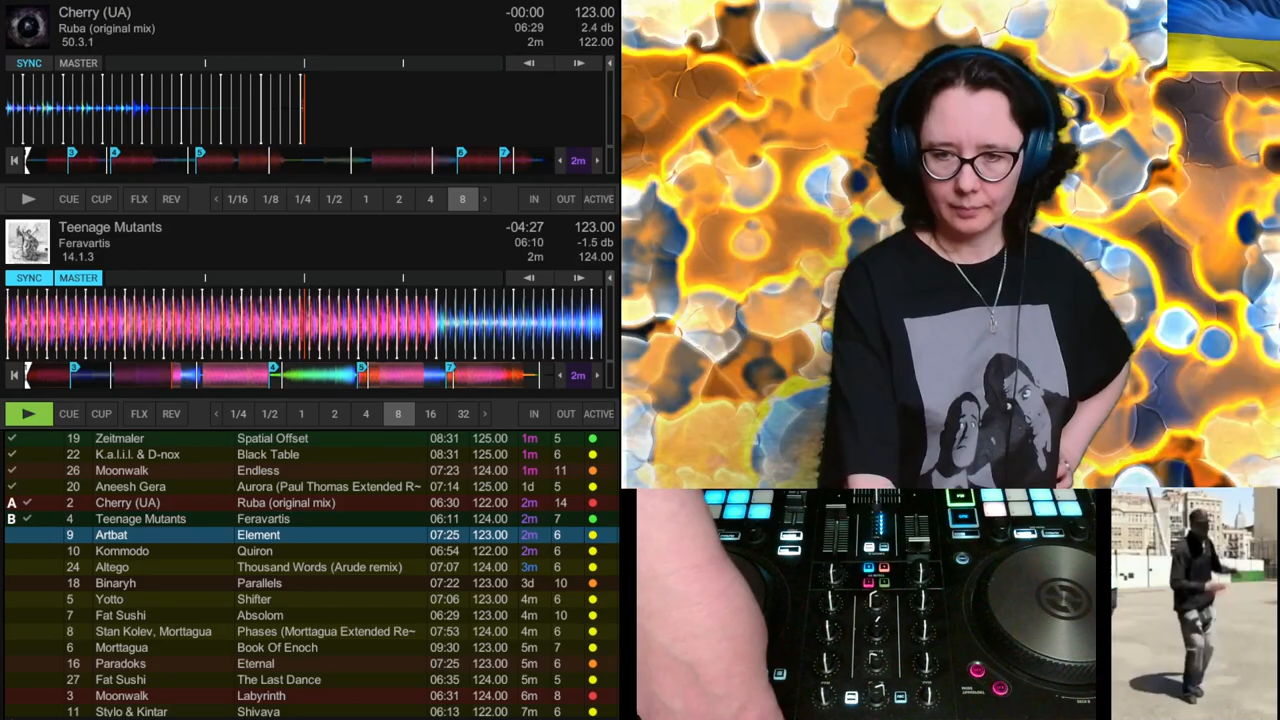 Cherry (UA) -00:00 123.00
Ruba (original mix) 06:29 2.4 db
50.3.1 2m 122.00
SYNC MASTER
3 4 5 6 7 2m
CUE CUP FLX REV 1/16 1/8 1/4 1/2 1 2 4 8 IN OUT ACTIVE
Teenage Mutants -04:27 123.00
Feravartis 06:10 -1.5 db
14.1.3 2m 124.00
SYNC MASTER
3 4 5 7 2m
CUE CUP FLX REV 1/4 1/2 1 2 4 8 16 32 IN OUT ACTIVE
19 Zeitmaler Spatial Offset 08:31 125.00 1m 5
22 K.a.l.i.l. & D-nox Black Table 08:31 125.00 1m 6
26 Moonwalk Endless 07:23 124.00 1m 11
20 Aneesh Gera Aurora (Paul Thomas Extended R~ 07:14 125.00 1d 5
A 2 Cherry (UA) Ruba (original mix) 06:30 122.00 2m 14
B 4 Teenage Mutants Feravartis 06:11 124.00 2m 7
9 Artbat Element 07:25 123.00 2m 6
10 Kommodo Quiron 06:54 122.00 2m 6
24 Altego Thousand Words (Arude remix) 07:07 124.00 3m 6
18 Binaryh Parallels 07:22 123.00 3d 10
5 Yotto Shifter 07:06 123.00 4m 6
7 Fat Sushi Absolom 06:29 123.00 4m 10
8 Stan Kolev, Morttagua Phases (Morttagua Extended Re~ 07:53 124.00 4m 6
6 Morttagua Book Of Enoch 09:30 123.00 5m 7
16 Paradoks Eternal 07:25 123.00 5m 6
27 Fat Sushi The Last Dance 06:35 124.00 5m 5
3 Moonwalk Labyrinth 06:31 124.00 6m 8
11 Stylo & Kintar Shivaya 06:13 122.00 7m 6